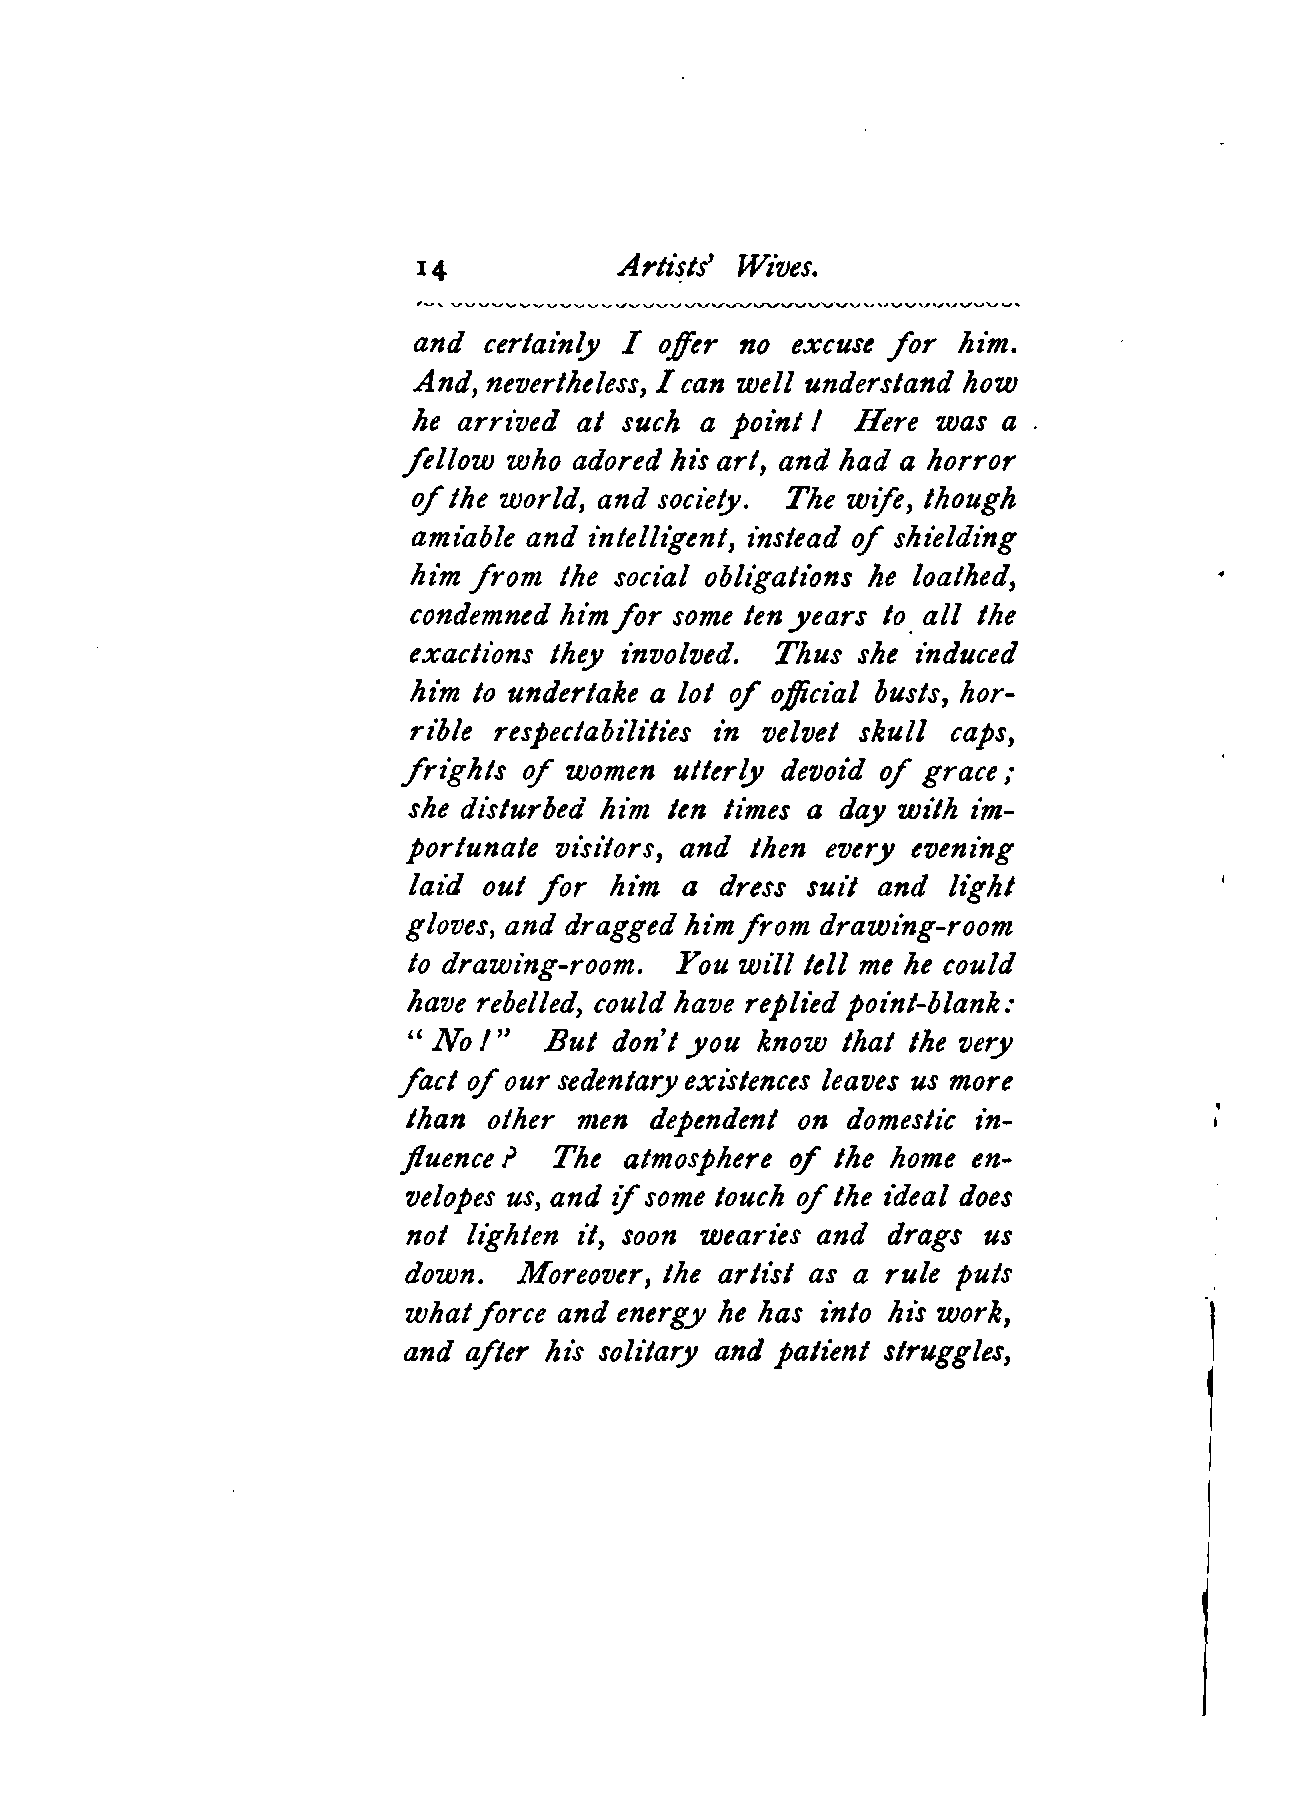 14 Artists' Wives.
and certainly I offer no excuse for him.
And, nevertheless, I can well understand how
he arrived at such a point! Here was a
fellow who adored his art, and had a horror
of the world, and society. The wife, though
amiable and intelligent, instead of shielding
him from the social obligations he loathed,
condemned him for some ten years to all the
exactions they involved. Thus she induced
him to undertake a lot of official busts, hor-
rible respectabilities in velvet skull caps,
frights of women utterly devoid of grace;
she disturbed him ten times a day with im-
portunate visitors, and then every evening
laid out for him a dress suit and light
gloves, and dragged him from drawing-room
to drawing-room. You will tell me he could
have rebelled, could have replied point-blank:
"No!" But don't you know that the very
fact of our sedentary existences leaves us more
than other men dependent on domestic in-
fluence? The atmosphere of the home en-
velopes us, and if some touch of the ideal does
not lighten it, soon wearies and drags us
down. Moreover, the artist as a rule puts
what force and energy he has into his work,
and after his solitary and patient struggles,